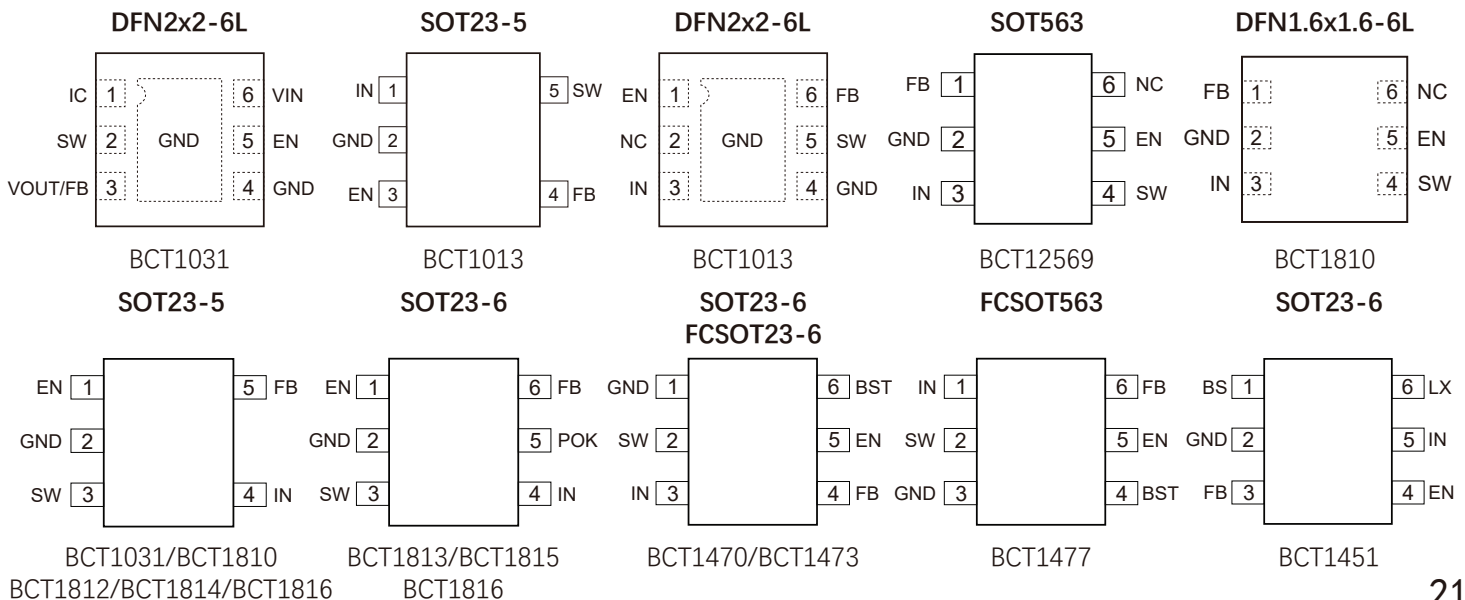 DFN2x2-6L SOT23-5 DFN2x2-6L SOT563 DFN1.6x1.6-6L
IC 1 6 VIN
SW 2 GND 5 EN
VOUT/FB 3 4 GND
BCT1031
IN 1 5 SW
GND 2
EN 3 4 FB
BCT1013
EN 1 6 FB
NC 2 GND 5 SW
IN 3 4 GND
BCT1013
FB 1 6 NC
GND 2 5 EN
IN 3 4 SW
BCT12569
FB 1 6 NC
GND 2 5 EN
IN 3 4 SW
BCT1810
SOT23-5 SOT23-6 SOT23-6 FCSOT563 SOT23-6
FCSOT23-6
EN 1 5 FB
GND 2
SW 3 4 IN
BCT1031/BCT1810
BCT1812/BCT1814/BCT1816
EN 1 6 FB
GND 2 5 POK
SW 3 4 IN
BCT1813/BCT1815
BCT1816
GND 1 6 BST
SW 2 5 EN
IN 3 4 FB
BCT1470/BCT1473
IN 1 6 FB
SW 2 5 EN
GND 3 4 BST
BCT1477
BS 1 6 LX
GND 2 5 IN
FB 3 4 EN
BCT1451
21